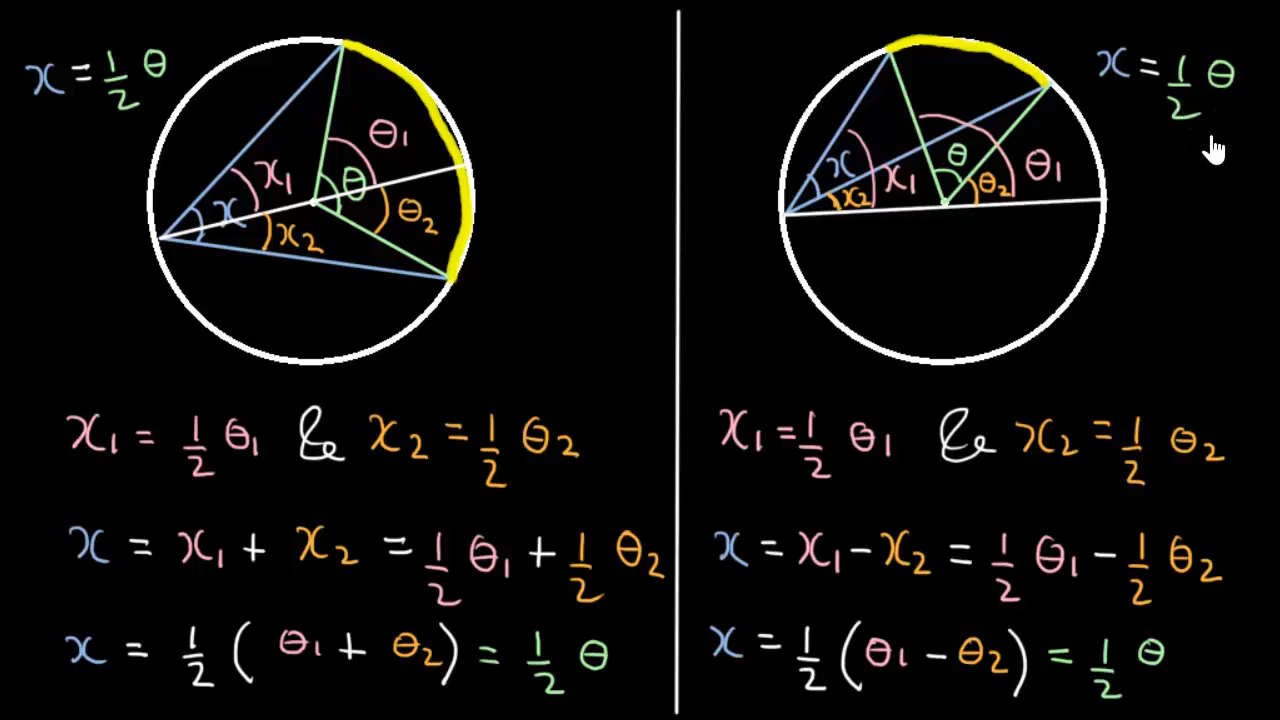 x = 1/2 θ
θ₁
x₁
θ
x
θ₂
x₂
x₁ = 1/2 θ₁ & x₂ = 1/2 θ₂
x = x₁ + x₂ = 1/2 θ₁ + 1/2 θ₂
x = 1/2 ( θ₁ + θ₂ ) = 1/2 θ
x = 1/2 θ
x
θ
x₁
θ₁
x₂
θ₂
x₁ = 1/2 θ₁ & x₂ = 1/2 θ₂
x = x₁ - x₂ = 1/2 θ₁ - 1/2 θ₂
x = 1/2 ( θ₁ - θ₂ ) = 1/2 θ